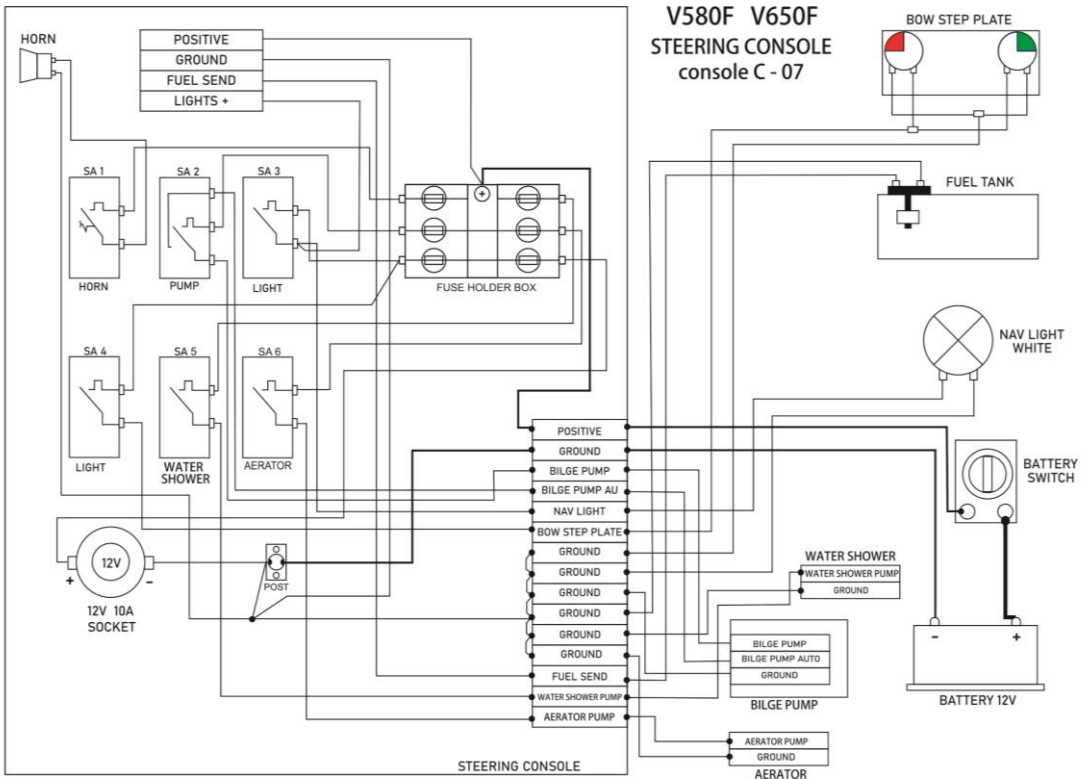 V580F V650F
STEERING CONSOLE
console C - 07
HORN
POSITIVE
GROUND
FUEL SEND
LIGHTS +
BOW STEP PLATE
FUEL TANK
SA 1
SA 2
SA 3
+
HORN
PUMP
LIGHT
FUSE HOLDER BOX
NAV LIGHT
WHITE
SA 4
SA 5
SA 6
LIGHT
WATER
SHOWER
AERATOR
POSITIVE
GROUND
BILGE PUMP
BILGE PUMP AU
NAV LIGHT
BOW STEP PLATE
GROUND
GROUND
GROUND
GROUND
GROUND
GROUND
FUEL SEND
WATER SHOWER PUMP
AERATOR PUMP
BATTERY
SWITCH
12V
+
-
12V 10A
SOCKET
POST
WATER SHOWER
WATER SHOWER PUMP
GROUND
BILGE PUMP
BILGE PUMP AUTO
GROUND
BILGE PUMP
-
+
BATTERY 12V
AERATOR PUMP
GROUND
AERATOR
STEERING CONSOLE